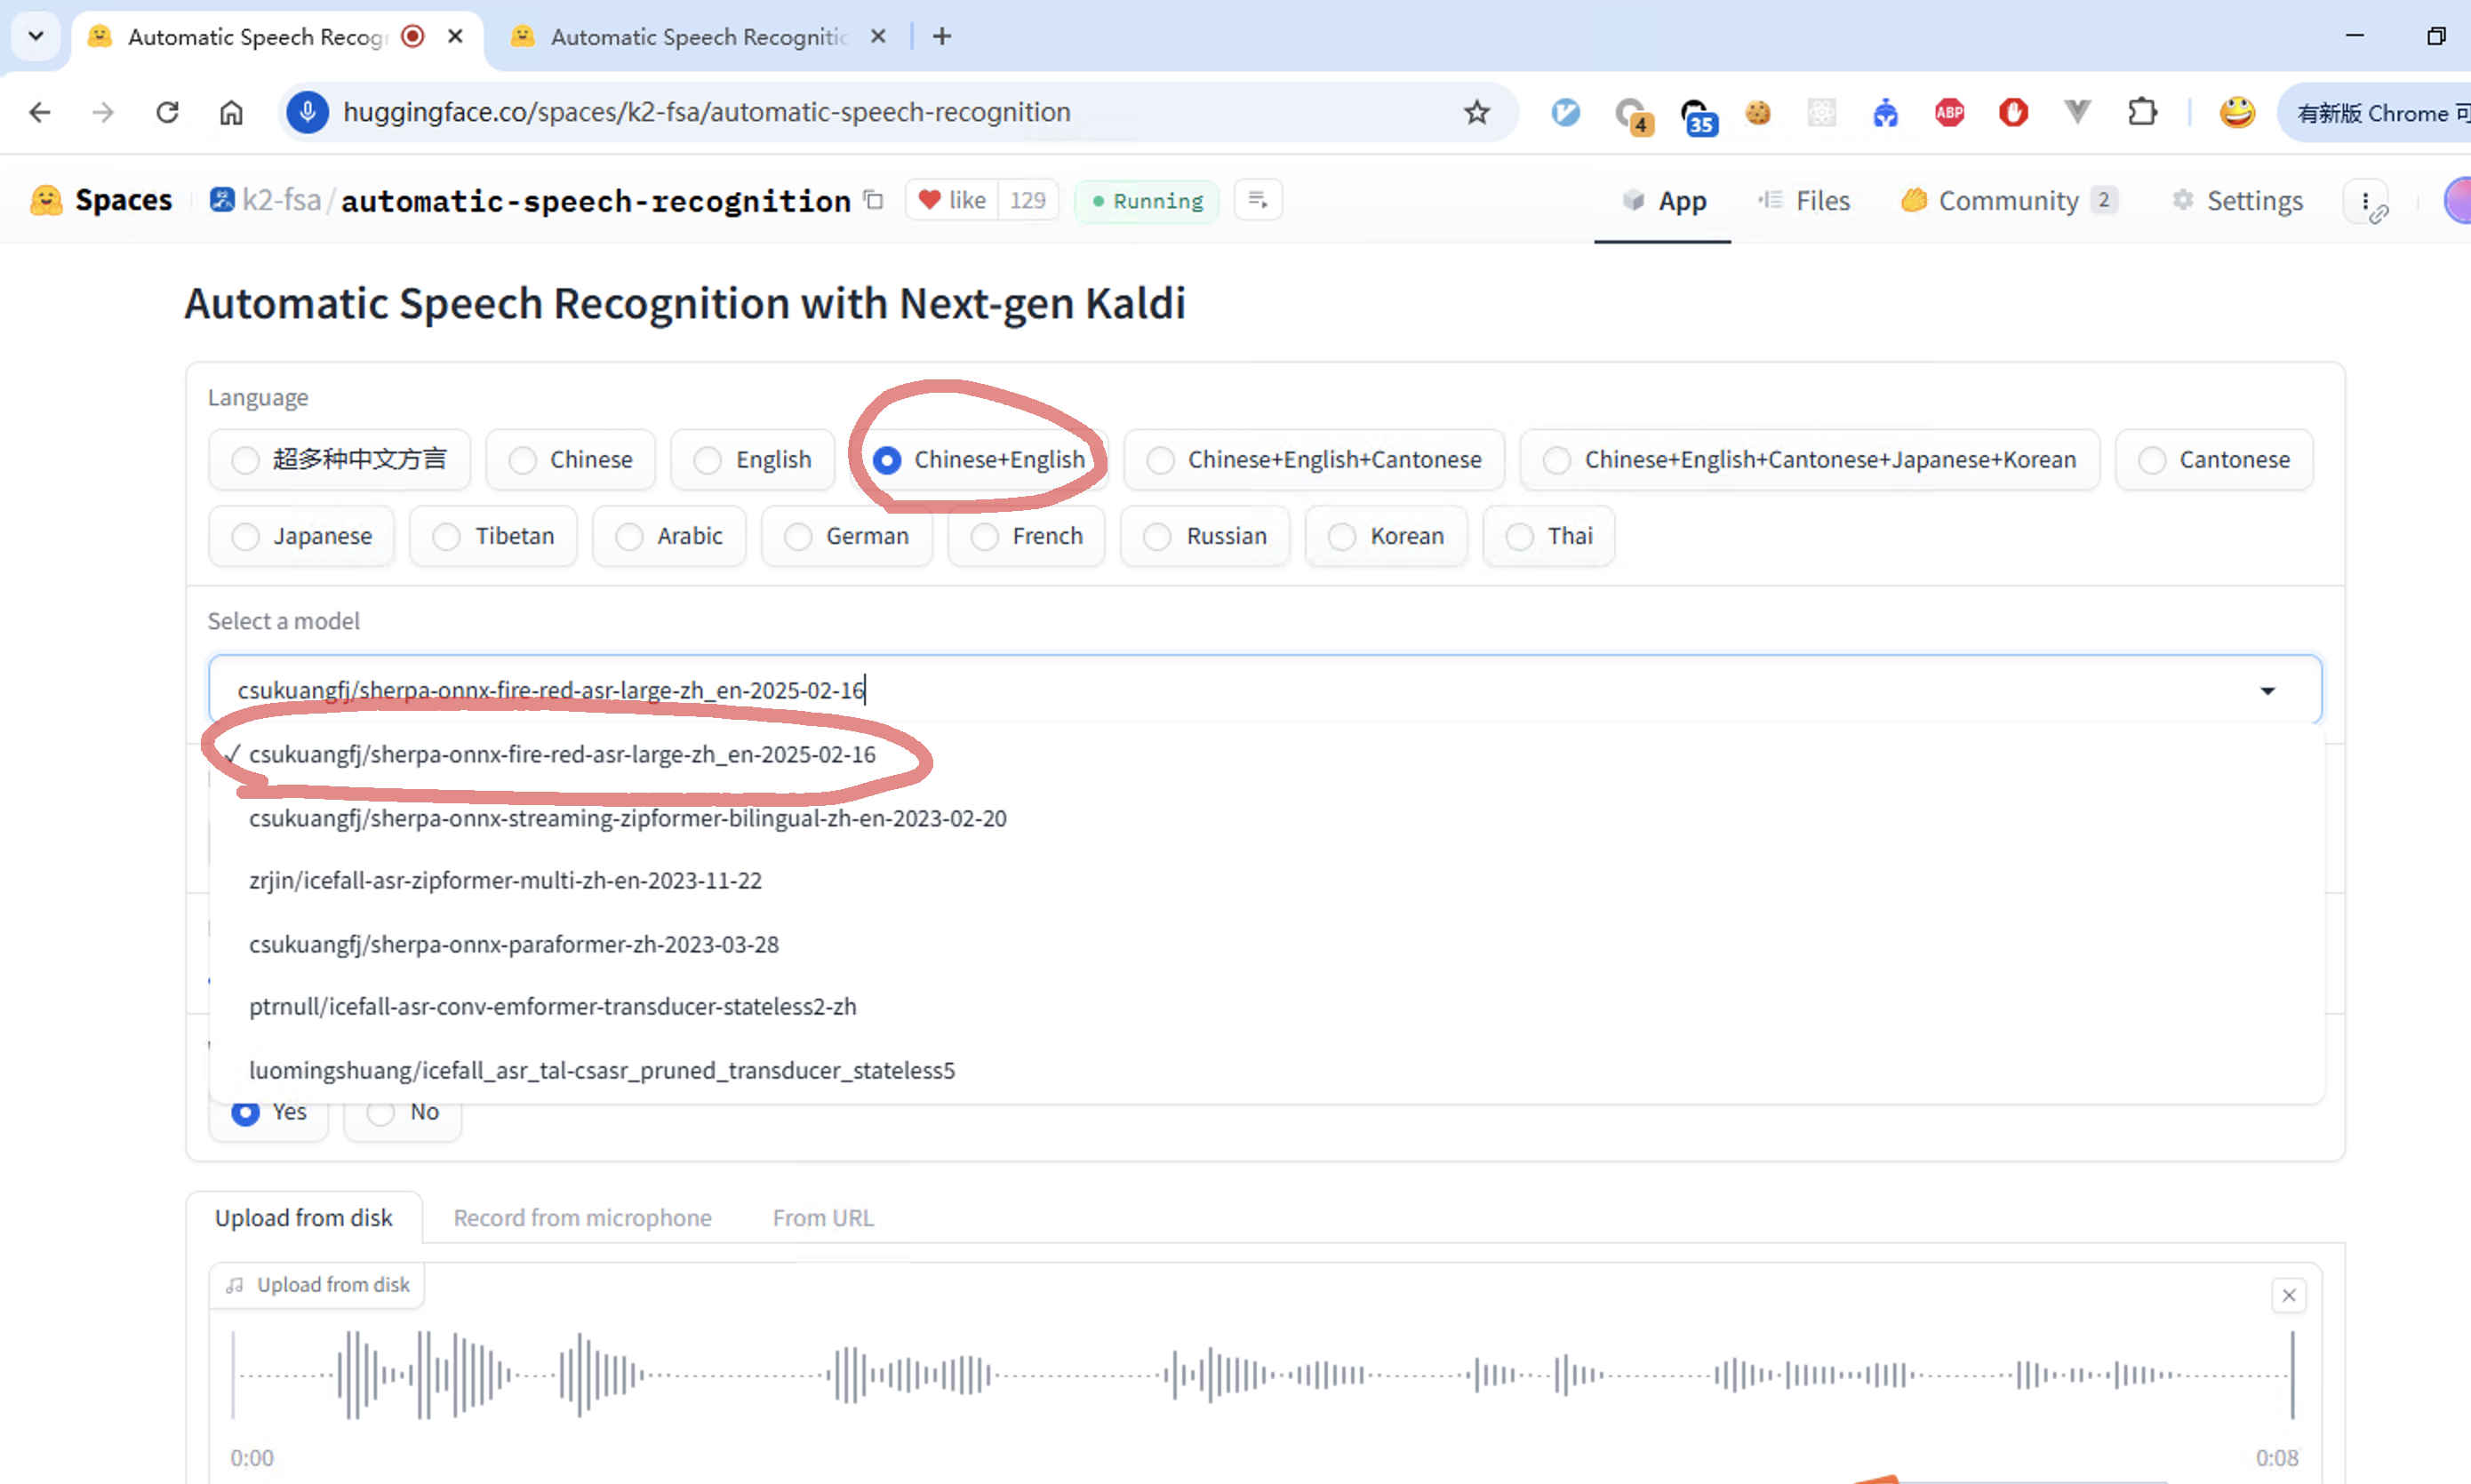 Automatic Speech Recog
Automatic Speech Recognitic
huggingface.co/spaces/k2-fsa/automatic-speech-recognition
4
35
ABP
有新版 Chrome 可
Spaces k2-fsa/automatic-speech-recognition like 129 Running
App Files Community 2 Settings
Automatic Speech Recognition with Next-gen Kaldi
Language
超多种中文方言 Chinese English Chinese+English Chinese+English+Cantonese Chinese+English+Cantonese+Japanese+Korean Cantonese
Japanese Tibetan Arabic German French Russian Korean Thai
Select a model
csukuangfj/sherpa-onnx-fire-red-asr-large-zh_en-2025-02-16
✓ csukuangfj/sherpa-onnx-fire-red-asr-large-zh_en-2025-02-16
csukuangfj/sherpa-onnx-streaming-zipformer-bilingual-zh-en-2023-02-20
zrjin/icefall-asr-zipformer-multi-zh-en-2023-11-22
csukuangfj/sherpa-onnx-paraformer-zh-2023-03-28
ptrnull/icefall-asr-conv-emformer-transducer-stateless2-zh
luomingshuang/icefall_asr_tal-csasr_pruned_transducer_stateless5
Yes No
Upload from disk Record from microphone From URL
Upload from disk
0:00 0:08